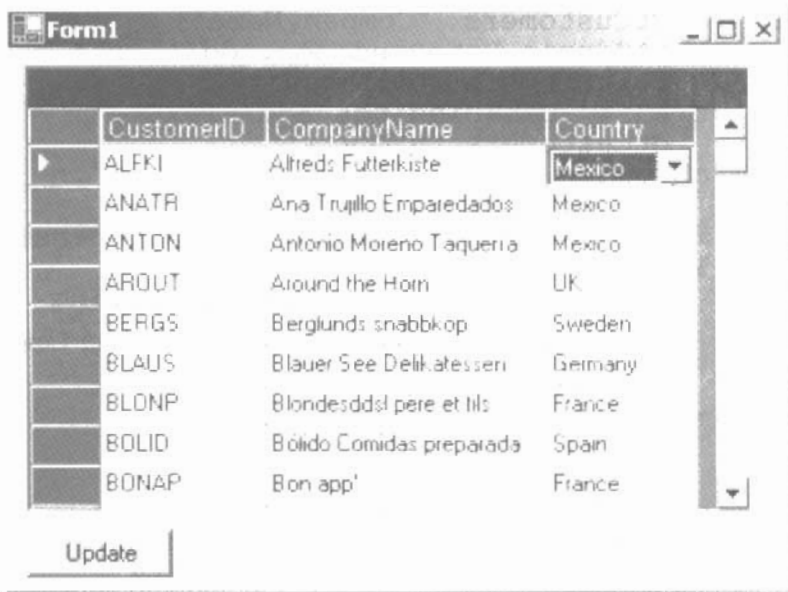 Form1
CustomerID CompanyName Country
ALFKI Alfreds Futterkiste Mexico
ANATR Ana Trujillo Emparedados Mexico
ANTON Antonio Moreno Taqueria Mexico
AROUT Around the Horn UK
BERGS Berglunds snabbkop Sweden
BLAUS Blauer See Delikatessen Germany
BLONP Blondesddsl pere et fils France
BOLID Bólido Comidas preparada Spain
BONAP Bon app' France
Update